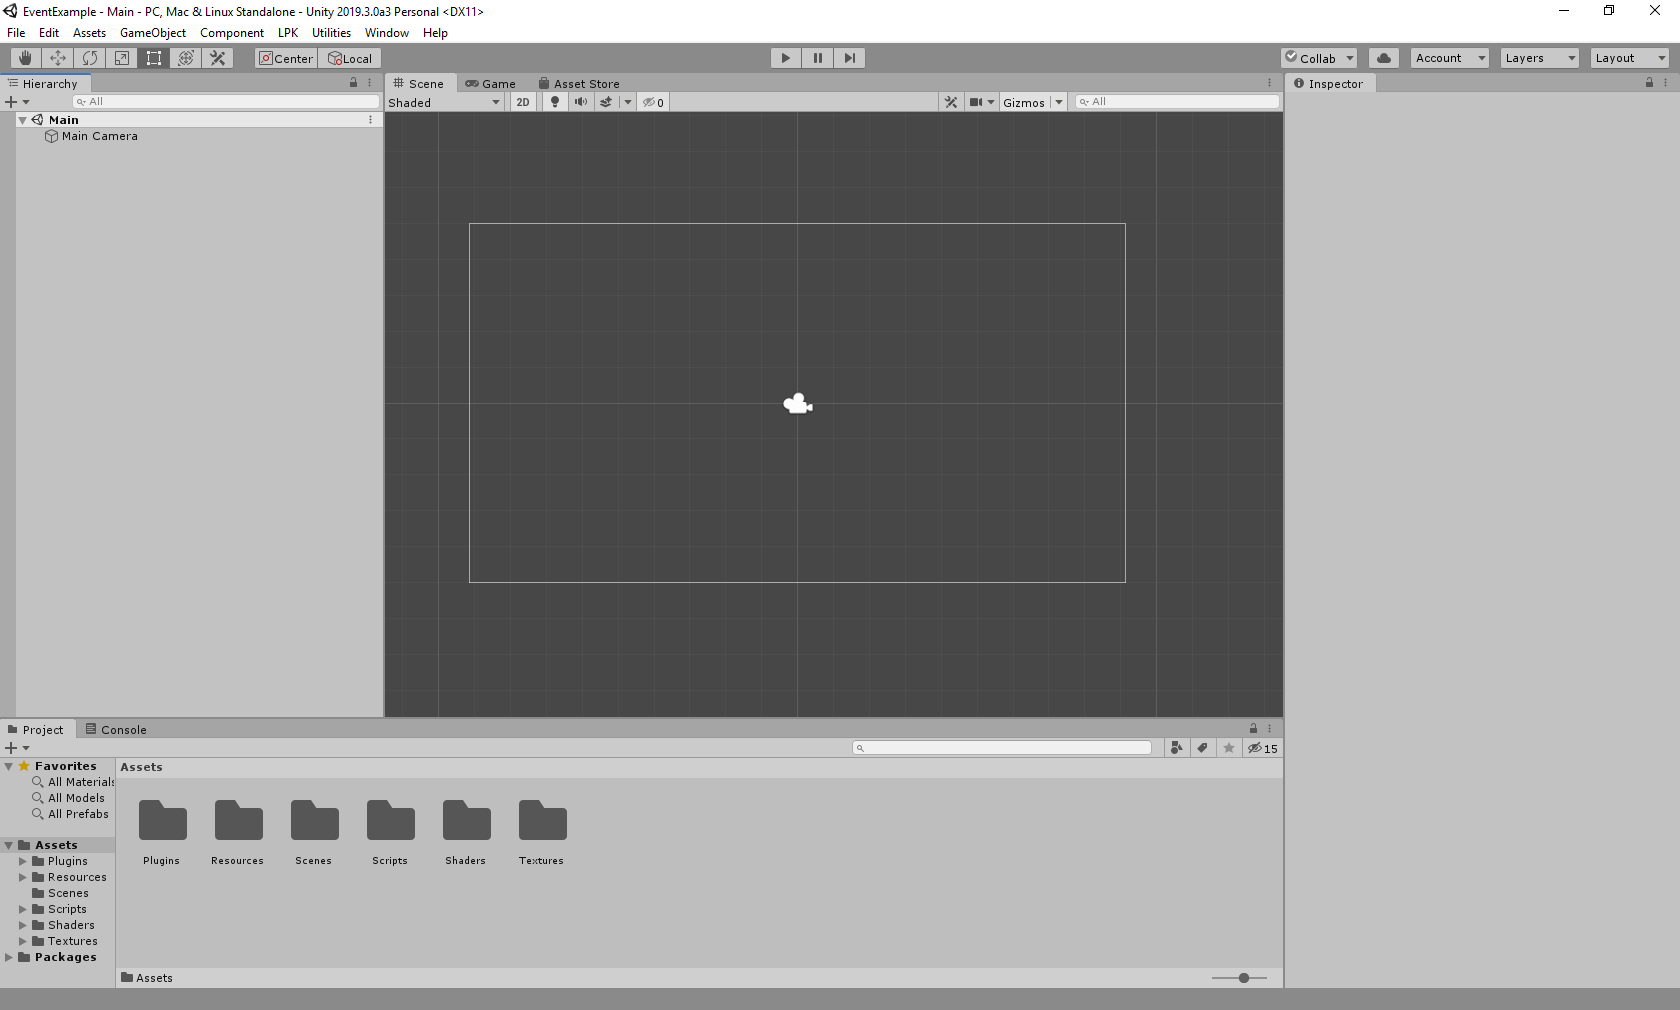 EventExample - Main - PC, Mac & Linux Standalone - Unity 2019.3.0a3 Personal <DX11>
File Edit Assets GameObject Component LPK Utilities Window Help
Center Local Collab Account Layers Layout
Hierarchy Scene Game Asset Store Inspector
All Shaded 2D 0 Gizmos All
Main
Main Camera
Project Console
15
Favorites
All Materials
All Models
All Prefabs
Assets
Plugins
Resources
Scenes
Scripts
Shaders
Textures
Packages
Assets
Plugins Resources Scenes Scripts Shaders Textures
Assets